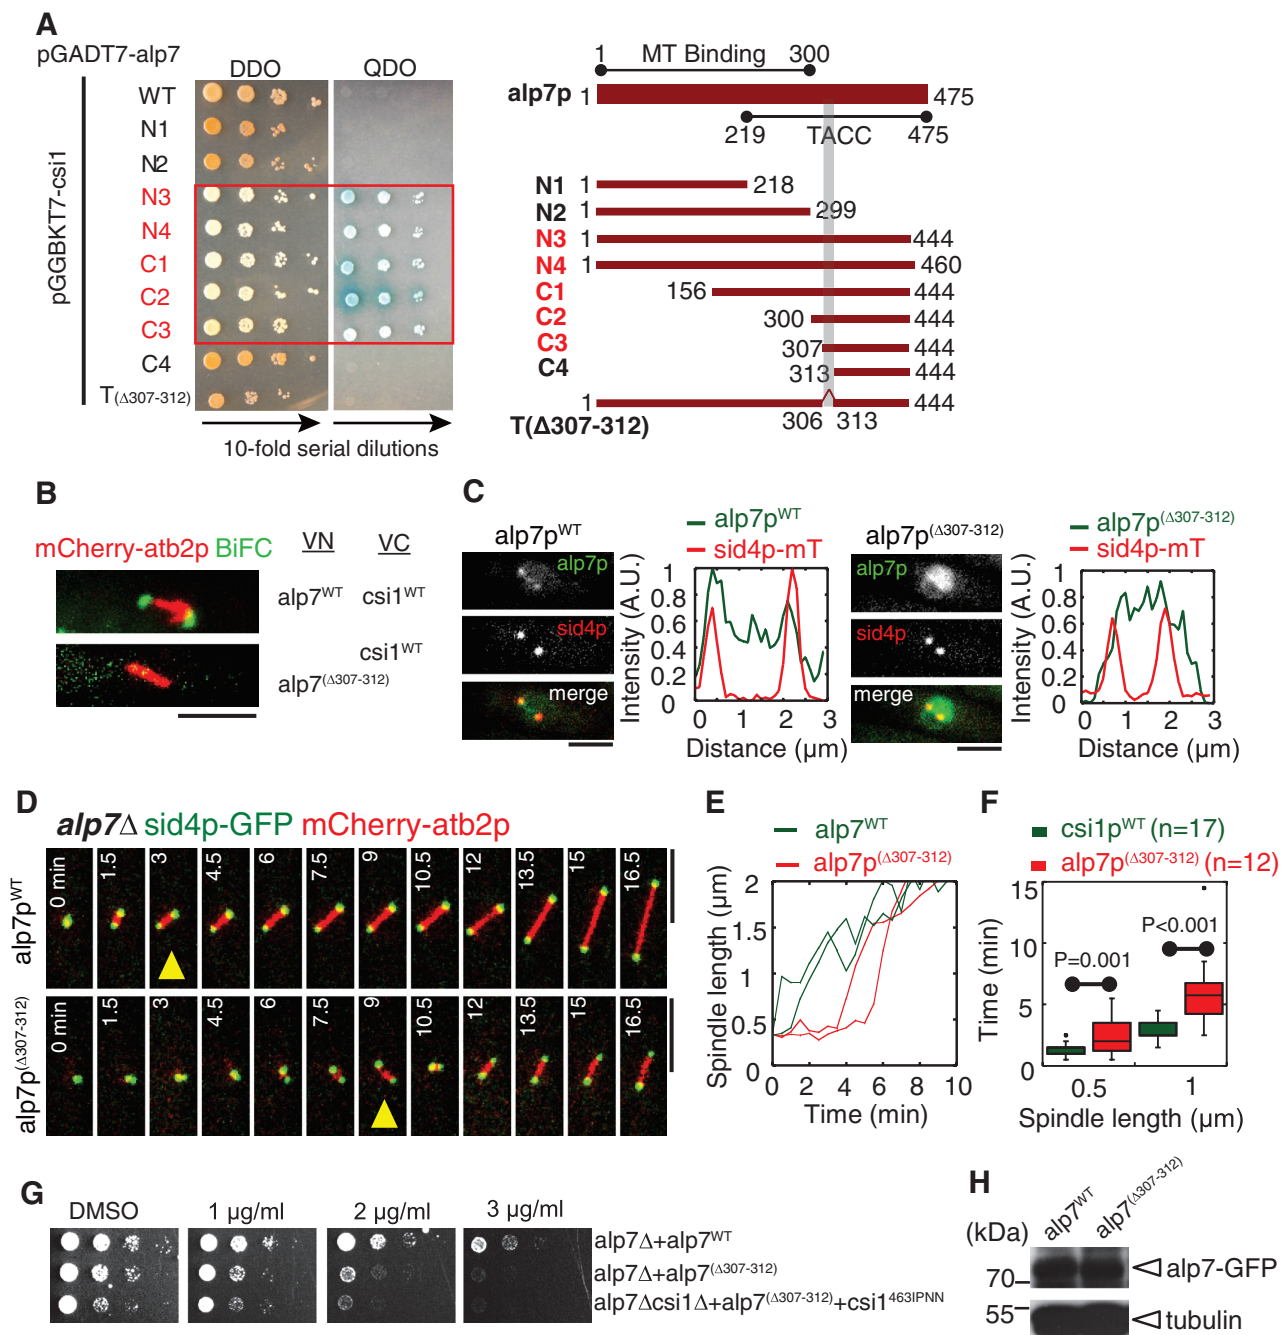 A
pGADT7-alp7
DDO
QDO
pGGBKT7-csi1
WT
N1
N2
N3
N4
C1
C2
C3
C4
T(Δ307-312)
10-fold serial dilutions
1 MT Binding 300
alp7p 1 475
219 TACC 475
N1 1 218
N2 1 299
N3 1 444
N4 1 460
C1 156 444
C2 300 444
C3 307 444
C4 313 444
1 444
T(Δ307-312) 306 313
B
mCherry-atb2p BiFC VN VC
alp7WT csi1WT
csi1WT
alp7(Δ307-312)
C
alp7pWT
alp7p
sid4p
merge
alp7pWT
sid4p-mT
Intensity (A.U.)
1
0.8
0.6
0.4
0.2
0
0 1 2 3
Distance (μm)
alp7p(Δ307-312)
alp7p
sid4p
merge
alp7p(Δ307-312)
sid4p-mT
Intensity (A.U.)
1
0.8
0.6
0.4
0.2
0
0 1 2 3
Distance (μm)
D
alp7Δ sid4p-GFP mCherry-atb2p
alp7pWT
0 min 1.5 3 4.5 6 7.5 9 10.5 12 13.5 15 16.5
alp7p(Δ307-312)
0 min 1.5 3 4.5 6 7.5 9 10.5 12 13.5 15 16.5
E
alp7WT
alp7p(Δ307-312)
Spindle length (μm)
2
1.5
1
0.5
0
0 2 4 6 8 10
Time (min)
F
csi1pWT (n=17)
alp7p(Δ307-312) (n=12)
Time (min)
15
10
5
0
P=0.001
P<0.001
0.5 1
Spindle length (μm)
G
DMSO 1 μg/ml 2 μg/ml 3 μg/ml
alp7Δ+alp7WT
alp7Δ+alp7(Δ307-312)
alp7Δcsi1Δ+alp7(Δ307-312)+csi1463IPNN
H
alp7WT
alp7(Δ307-312)
(kDa)
70
55
alp7-GFP
tubulin